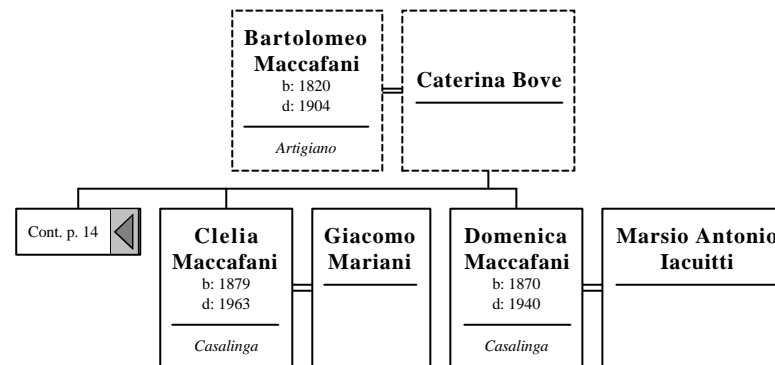 Bartolomeo
Maccafani
b: 1820
d: 1904
Artigiano
Caterina Bove
Cont. p. 14
Clelia
Maccafani
b: 1879
d: 1963
Casalinga
Giacomo
Mariani
Domenica
Maccafani
b: 1870
d: 1940
Casalinga
Marsio Antonio
Iacuitti